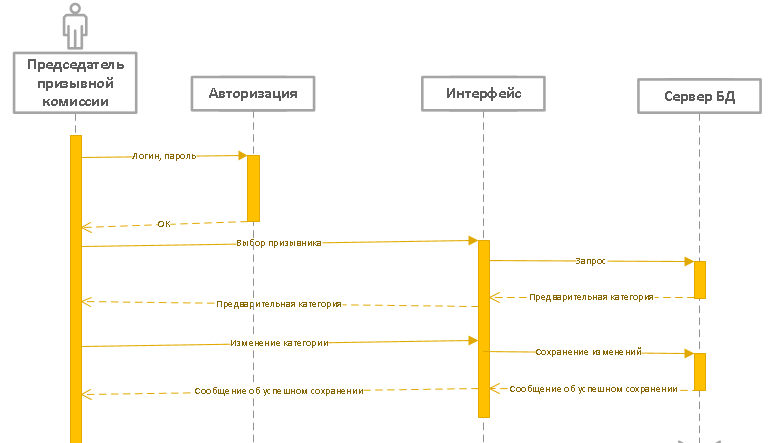 Председатель
призывной
комиссии
Авторизация
Интерфейс
Сервер БД
Логин, пароль
ОК
Выбор призывника
Запрос
Предварительная категория
Предварительная категория
Изменение категории
Сохранение изменений
Сообщение об успешном сохранении
Сообщение об успешном сохранении